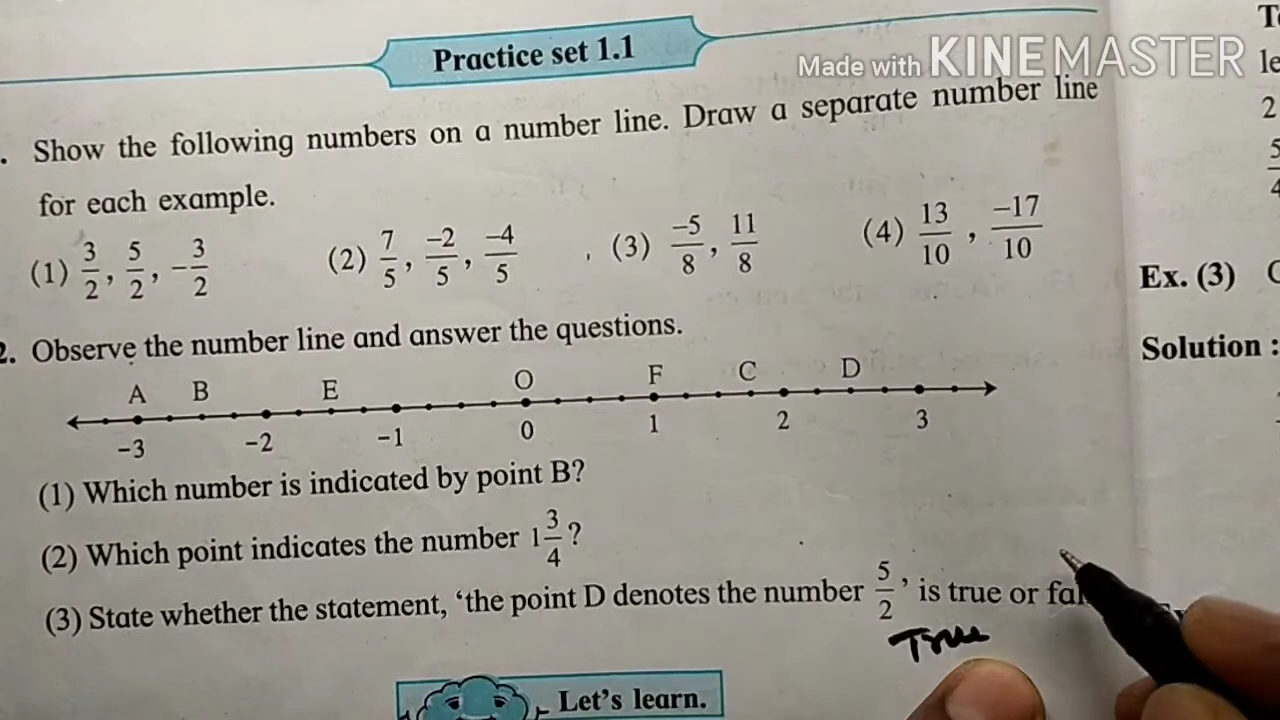 Practice set 1.1
Made with KINEMASTER
. Show the following numbers on a number line. Draw a separate number line
for each example.
(1) 3/2, 5/2, -3/2 (2) 7/5, -2/5, -4/5 (3) -5/8, 11/8 (4) 13/10, -17/10
2. Observe the number line and answer the questions.
A B E O F C D
-3 -2 -1 0 1 2 3
(1) Which number is indicated by point B?
(2) Which point indicates the number 1 3/4?
(3) State whether the statement, ‘the point D denotes the number 5/2’ is true or
True
Let's learn.
2
Ex. (3)
Solution :